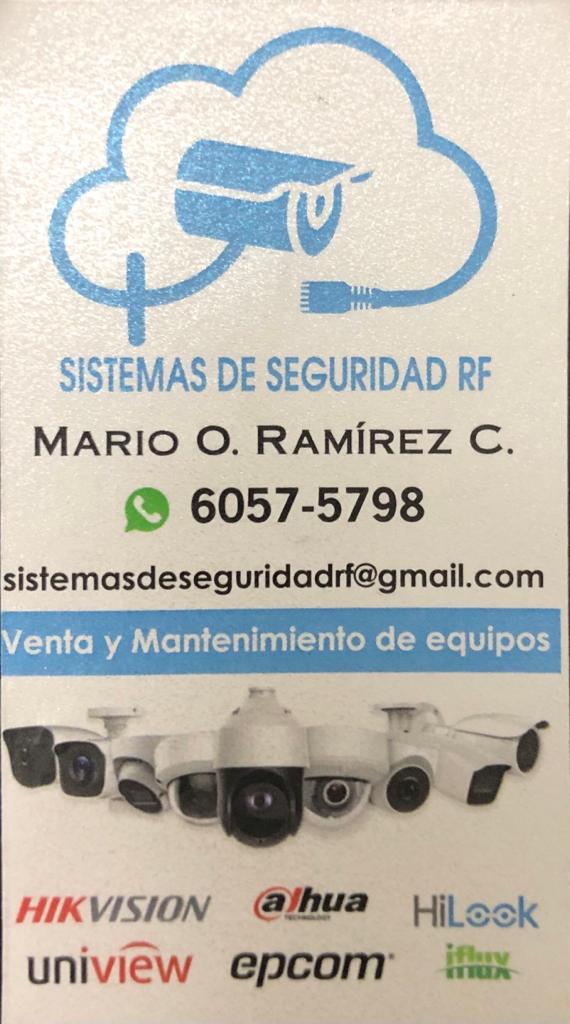 SISTEMAS DE SEGURIDAD RF
MARIO O. RAMÍREZ C.
6057-5798
sistemasdeseguridadrf@gmail.com
Venta y Mantenimiento de equipos
HIKVISION alhua HiLook
TECHNOLOGY
uniview epcom iflux